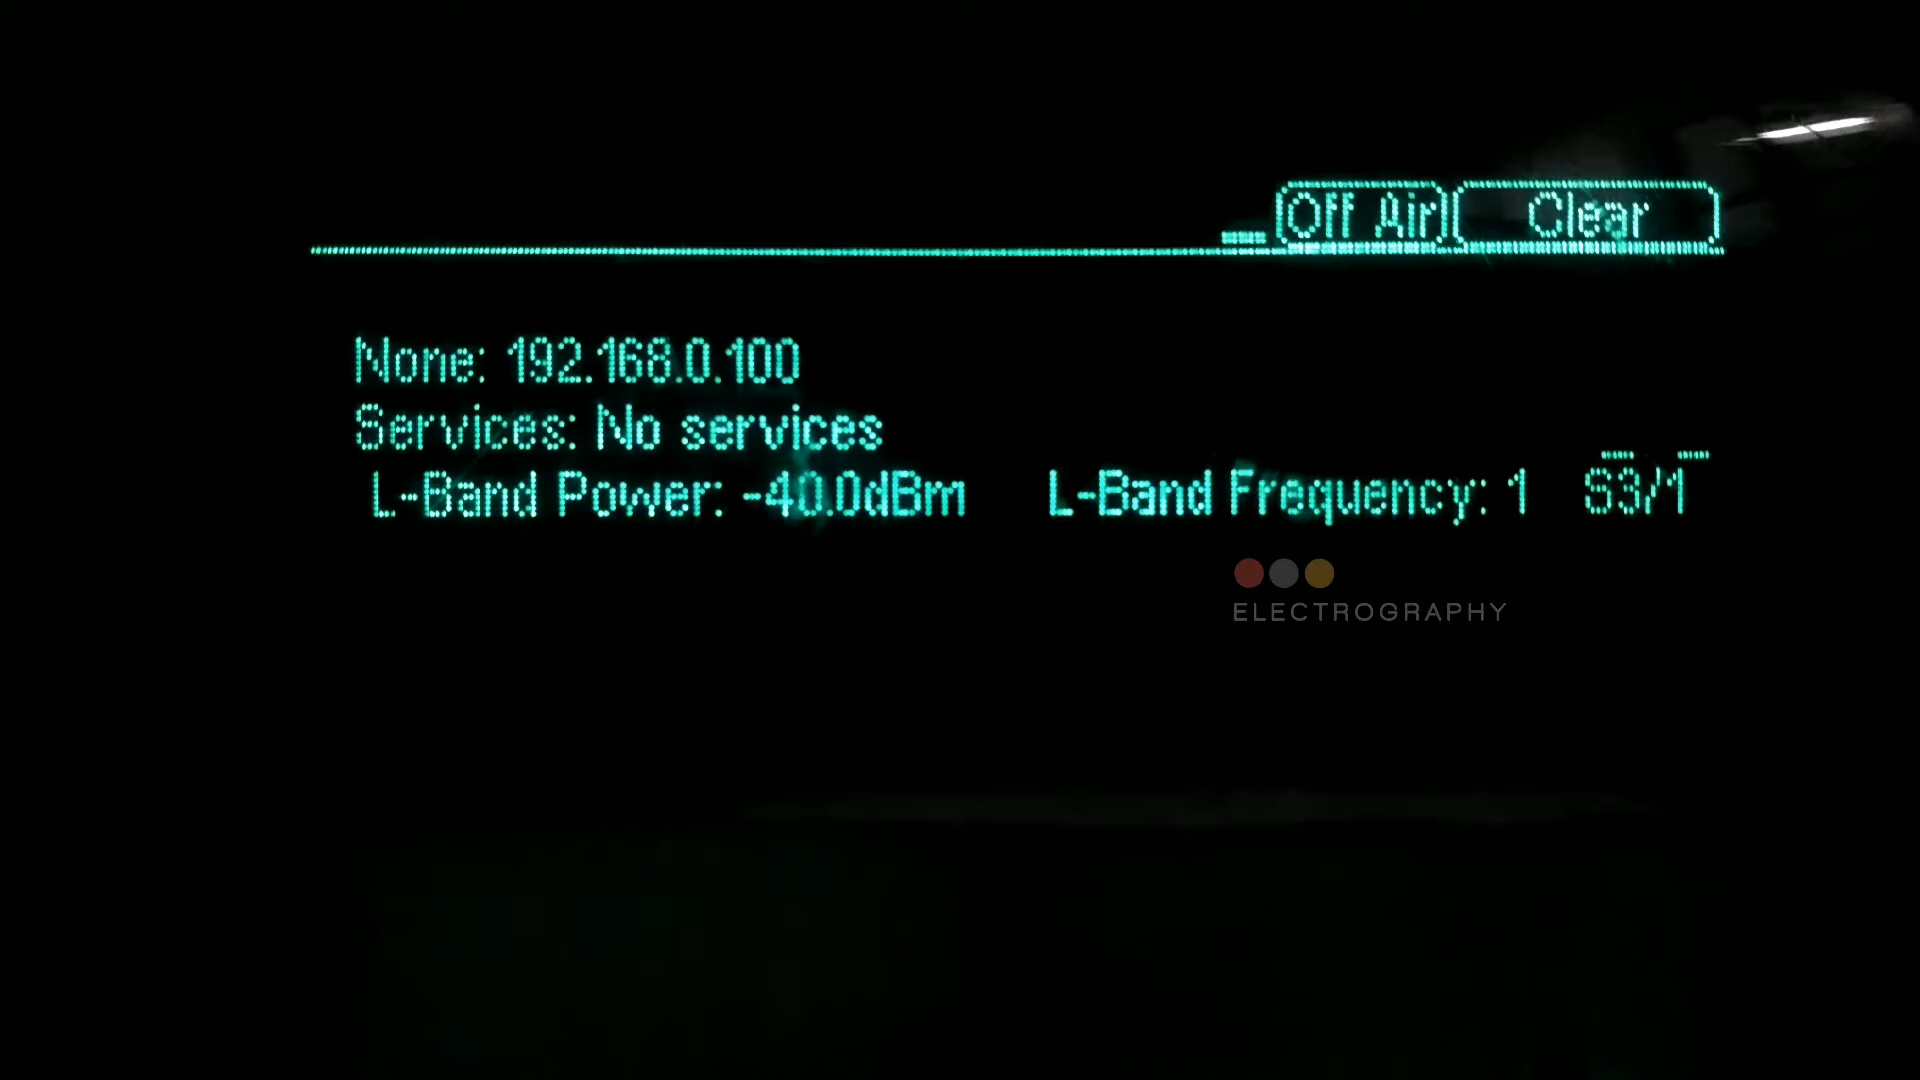 Off Air Clear
None: 192.168.0.100
Services: No services
L-Band Power: -40.0dBm L-Band Frequency: 1
ELECTROGRAPHY